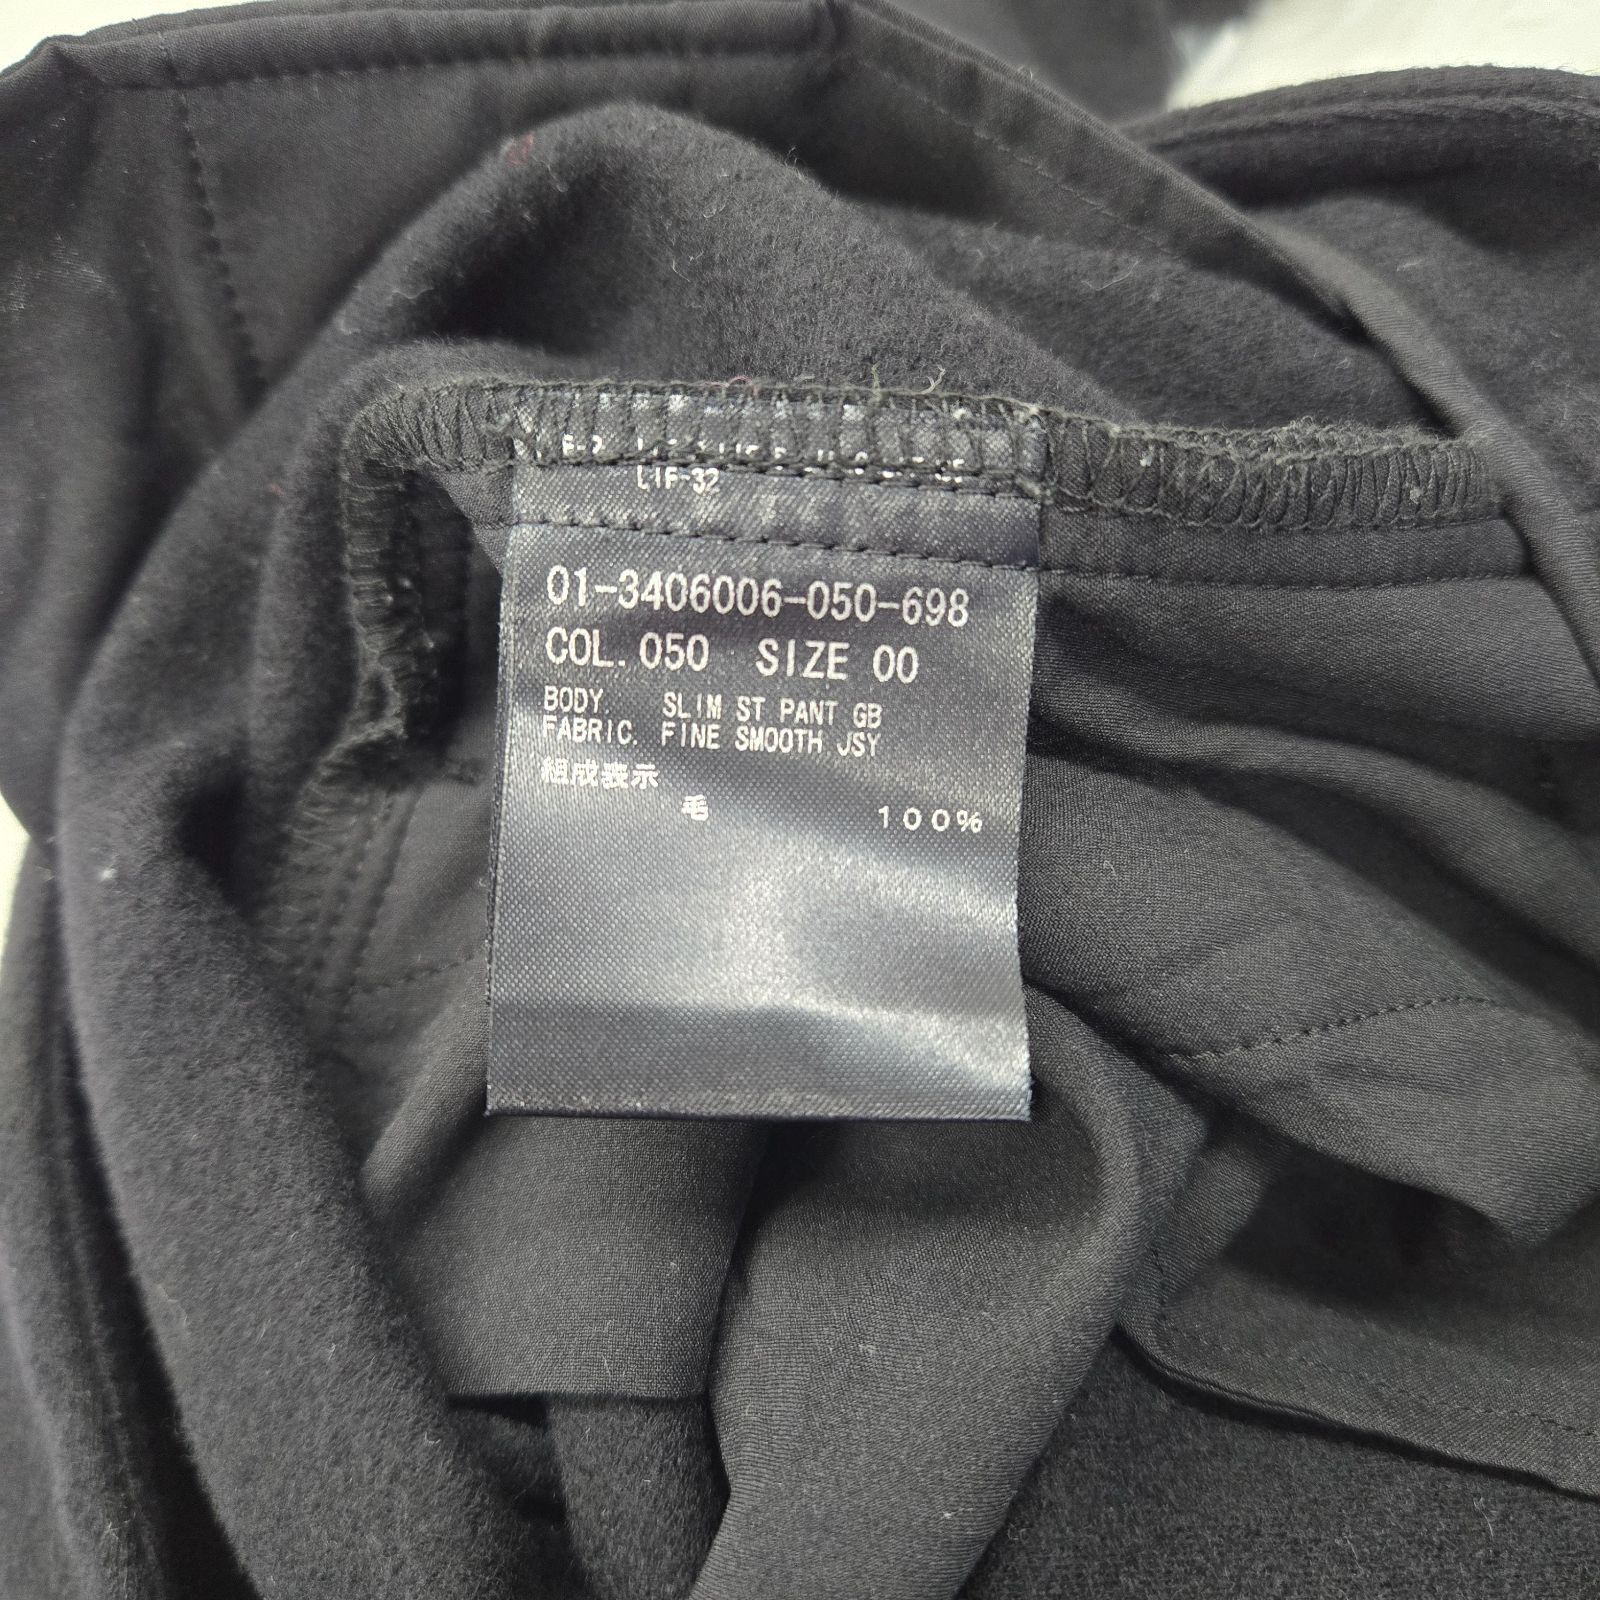 LIF-32
01-3406006-050-698
COL. 050 SIZE 00
BODY. SLIM ST PANT GB
FABRIC. FINE SMOOTH JSY
組成表示
毛 100%